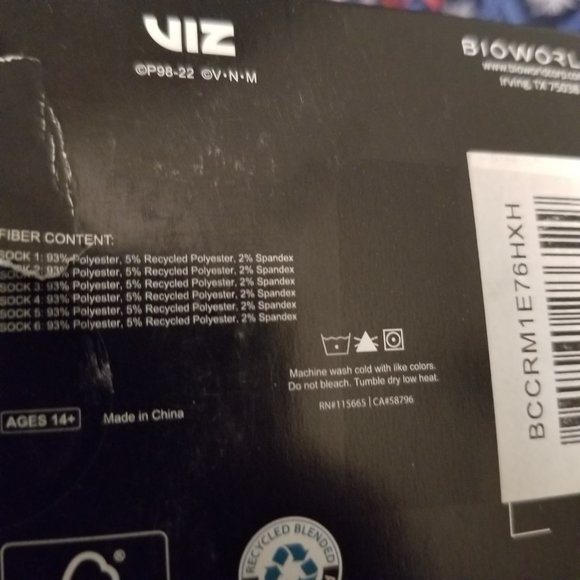 VIZ
©P98-22 ©V·N·M
BIOWORL
www.bioworldcorp.co
Irving, TX 75038
FIBER CONTENT:
SOCK 1: 93% Polyester, 5% Recycled Polyester, 2% Spandex
SOCK 2: 93% Polyester, 5% Recycled Polyester, 2% Spandex
SOCK 3: 93% Polyester, 5% Recycled Polyester, 2% Spandex
SOCK 4: 93% Polyester, 5% Recycled Polyester, 2% Spandex
SOCK 5: 93% Polyester, 5% Recycled Polyester, 2% Spandex
SOCK 6: 93% Polyester, 5% Recycled Polyester, 2% Spandex
Machine wash cold with like colors.
Do not bleach. Tumble dry low heat.
RN#115665 | CA#58796
BCCRM1E76HXH
AGES 14+
Made in China
®
RECYCLED BLENDED